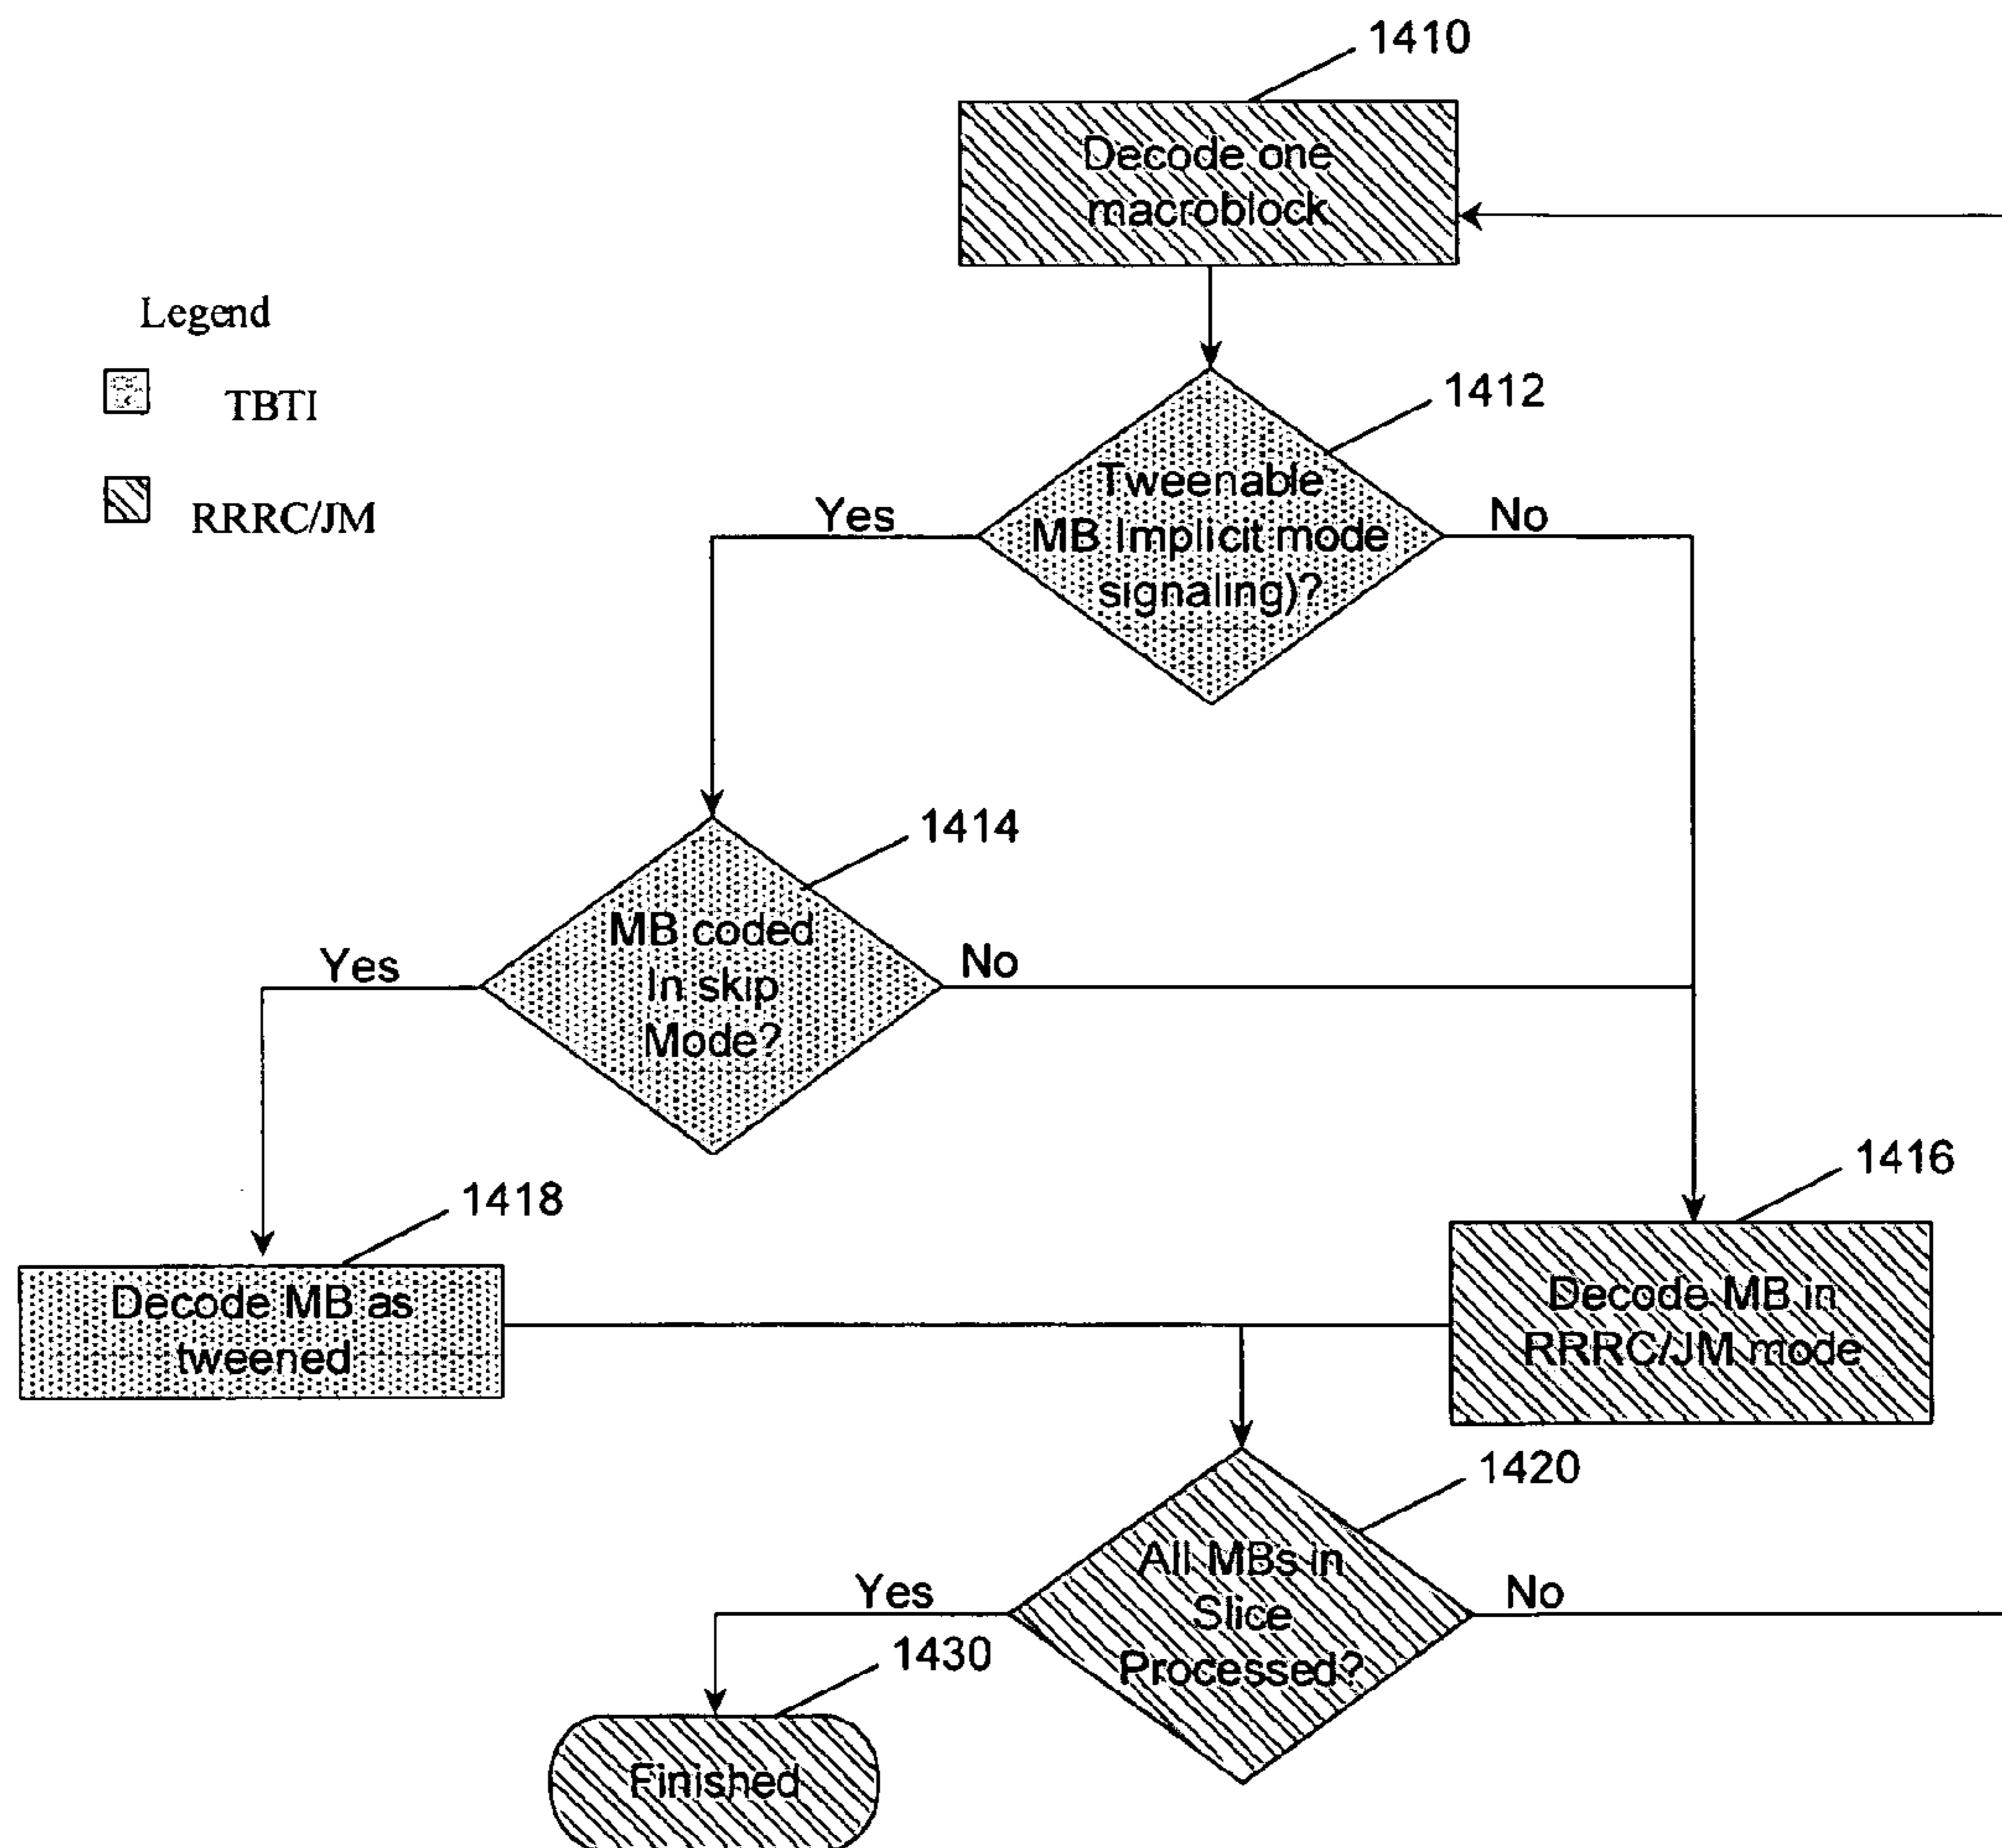 1410
Decode one
macroblock
Legend
TBTI
RRRC/JM
1412
Tweenable
MB Implicit mode
signaling)?
Yes
No
1414
MB coded
In skip
Mode?
Yes
No
1416
1418
Decode MB as
tweened
Decode MB in
RRRC/JM mode
1420
All MBs in
Slice
Processed?
Yes
No
1430
Finished